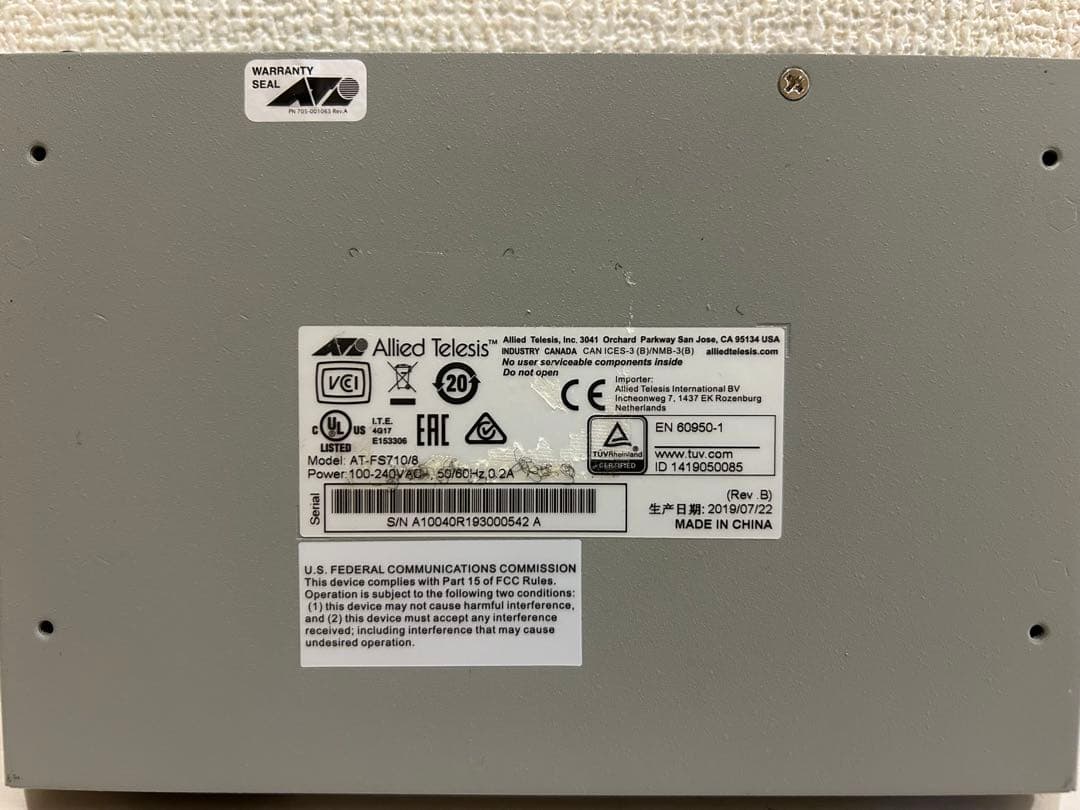 WARRANTY
SEAL
PN 705-001063 Rev.A
Allied Telesis™
Allied Telesis, Inc. 3041 Orchard Parkway San Jose, CA 95134 USA
INDUSTRY CANADA CAN ICES-3 (B)/NMB-3(B) alliedtelesis.com
No user serviceable components inside
Do not open
VCCI
20
CE
Importer:
Allied Telesis International BV
Incheonweg 7, 1437 EK Rozenburg
Netherlands
C UL US
LISTED
I.T.E.
4G17
E153306
EAC
TÜVRheinland
CERTIFIED
EN 60950-1
www.tuv.com
ID 1419050085
Model: AT-FS710/8
Power:100-240VAC~, 50/60Hz,0.2A
Serial
S/N A10040R193000542 A
(Rev .B)
生产日期: 2019/07/22
MADE IN CHINA
U.S. FEDERAL COMMUNICATIONS COMMISSION
This device complies with Part 15 of FCC Rules.
Operation is subject to the following two conditions:
(1) this device may not cause harmful interference,
and (2) this device must accept any interference
received; including interference that may cause
undesired operation.